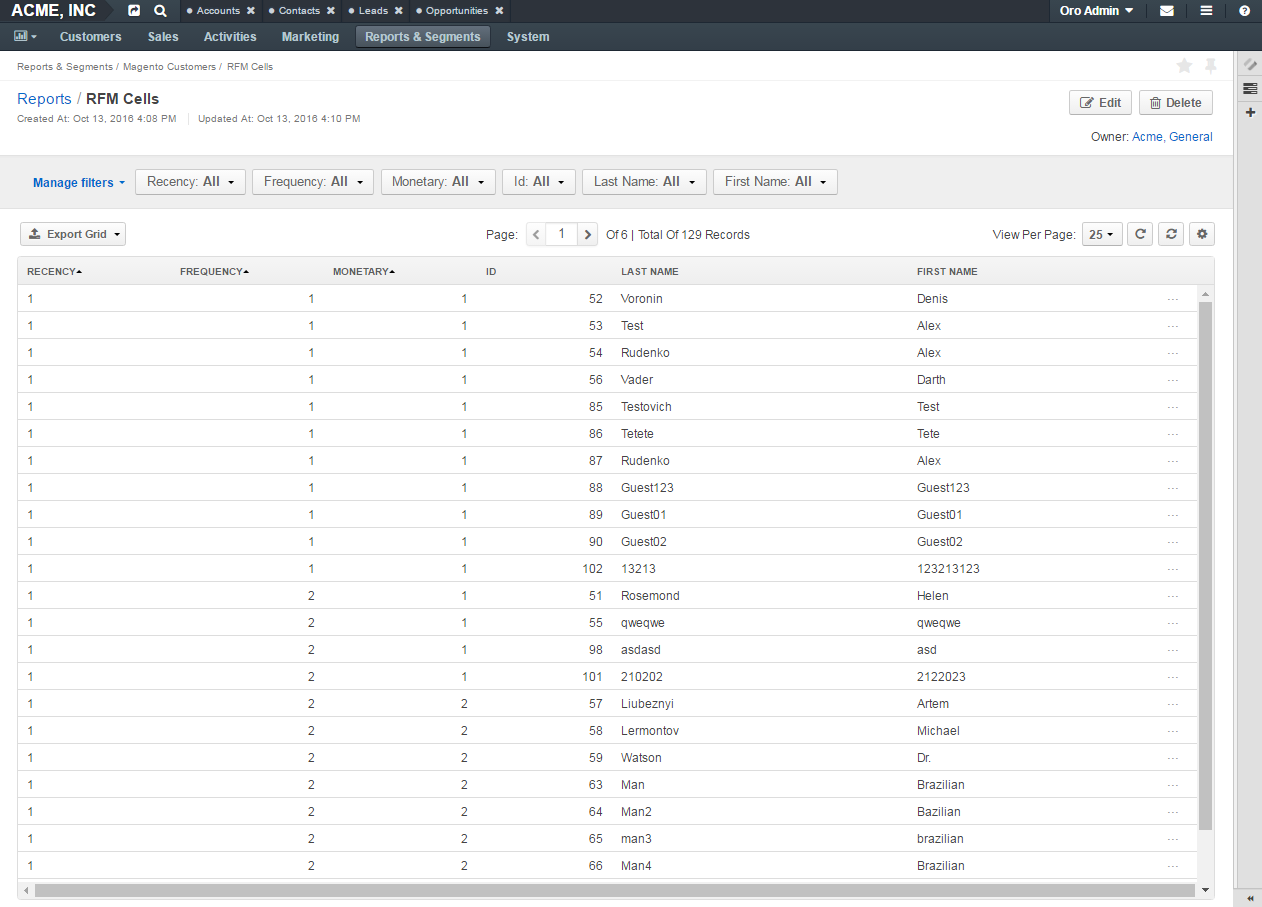 ACME, INC Accounts Contacts Leads Opportunities Oro Admin
Customers Sales Activities Marketing Reports & Segments System
Reports & Segments / Magento Customers / RFM Cells
Reports / RFM Cells
Edit Delete
Created At: Oct 13, 2016 4:08 PM Updated At: Oct 13, 2016 4:10 PM
Owner: Acme, General
Manage filters Recency: All Frequency: All Monetary: All Id: All Last Name: All First Name: All
Export Grid Page: 1 Of 6 | Total Of 129 Records View Per Page: 25
RECENCY FREQUENCY MONETARY ID LAST NAME FIRST NAME
1 1 1 52 Voronin Denis ...
1 1 1 53 Test Alex ...
1 1 1 54 Rudenko Alex ...
1 1 1 56 Vader Darth ...
1 1 1 85 Testovich Test ...
1 1 1 86 Tetete Tete ...
1 1 1 87 Rudenko Alex ...
1 1 1 88 Guest123 Guest123 ...
1 1 1 89 Guest01 Guest01 ...
1 1 1 90 Guest02 Guest02 ...
1 1 1 102 13213 123213123 ...
1 2 1 51 Rosemond Helen ...
1 2 1 55 qweqwe qweqwe ...
1 2 1 98 asdasd asd ...
1 2 1 101 210202 2122023 ...
1 2 2 57 Liubeznyi Artem ...
1 2 2 58 Lermontov Michael ...
1 2 2 59 Watson Dr. ...
1 2 2 63 Man Brazilian ...
1 2 2 64 Man2 Bazilian ...
1 2 2 65 man3 brazilian ...
1 2 2 66 Man4 Brazilian ...